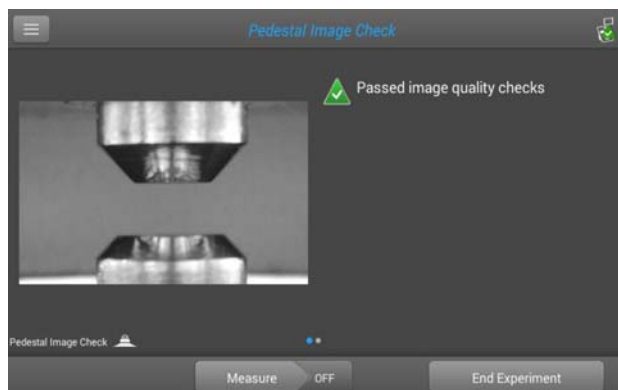 Pedestal Image Check
Passed image quality checks
Pedestal Image Check
Measure OFF End Experiment